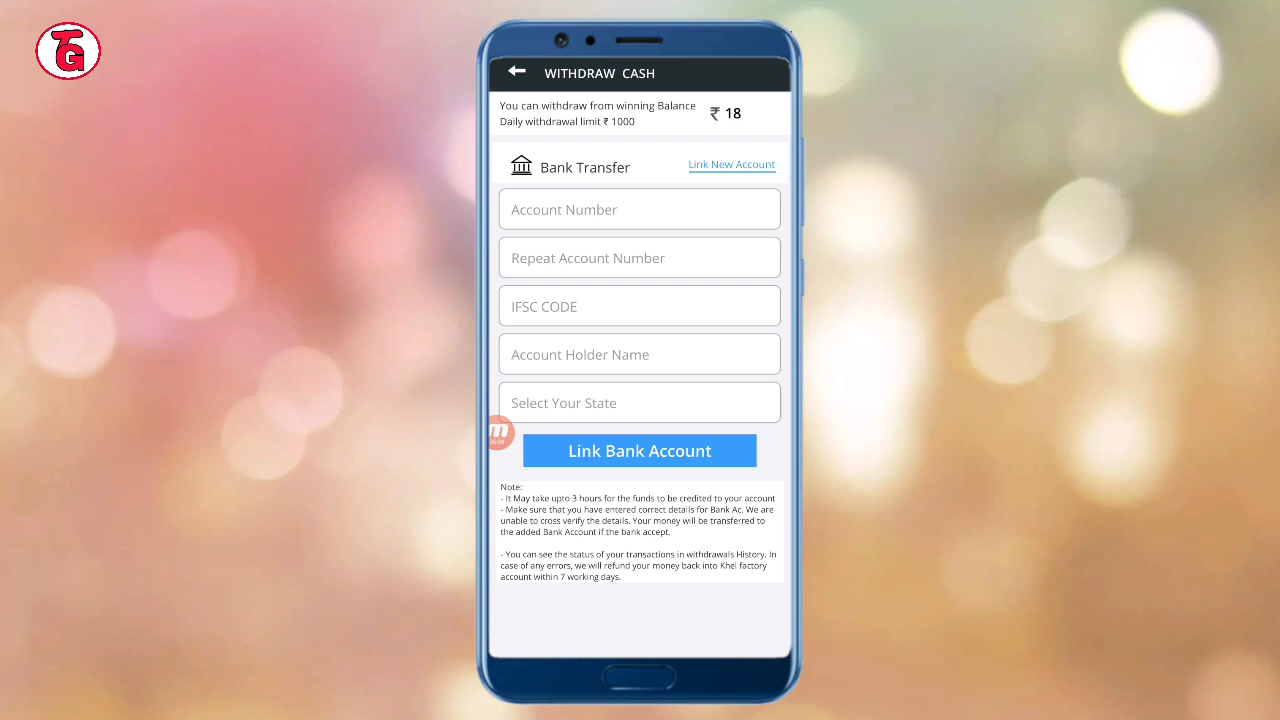 TG
WITHDRAW CASH
You can withdraw from winning Balance
Daily withdrawal limit ₹ 1000
₹ 18
Bank Transfer
Link New Account
Account Number
Repeat Account Number
IFSC CODE
Account Holder Name
Select Your State
m
05:09
Link Bank Account
Note:
- It May take upto 3 hours for the funds to be credited to your account
- Make sure that you have entered correct details for Bank Ac. We are
unable to cross verify the details. Your money will be transferred to
the added Bank Account if the bank accept.
- You can see the status of your transactions in withdrawals History. In
case of any errors, we will refund your money back into Khel factory
account within 7 working days.